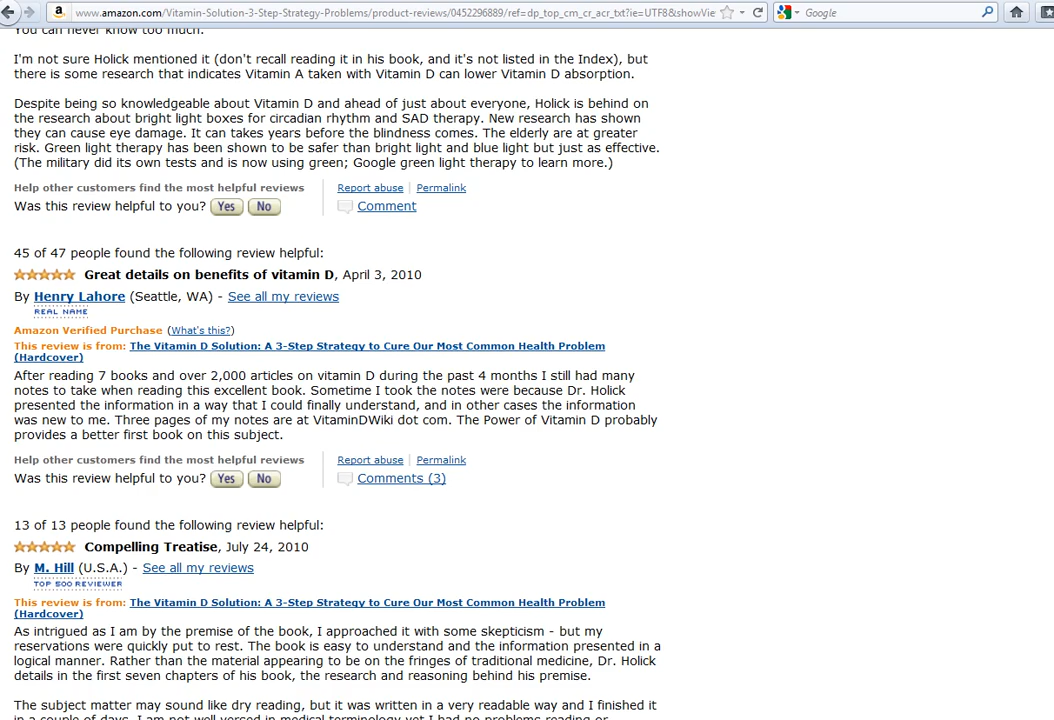 www.amazon.com/Vitamin-Solution-3-Step-Strategy-Problems/product-reviews/0452296889/ref=dp_top_cm_cr_acr_txt?ie=UTF8&showVie
Google
You can never know too much.
I'm not sure Holick mentioned it (don't recall reading it in his book, and it's not listed in the Index), but
there is some research that indicates Vitamin A taken with Vitamin D can lower Vitamin D absorption.
Despite being so knowledgeable about Vitamin D and ahead of just about everyone, Holick is behind on
the research about bright light boxes for circadian rhythm and SAD therapy. New research has shown
they can cause eye damage. It can takes years before the blindness comes. The elderly are at greater
risk. Green light therapy has been shown to be safer than bright light and blue light but just as effective.
(The military did its own tests and is now using green; Google green light therapy to learn more.)
Help other customers find the most helpful reviews
Report abuse | Permalink
Was this review helpful to you? Yes No
Comment
45 of 47 people found the following review helpful:
Great details on benefits of vitamin D, April 3, 2010
By Henry Lahore (Seattle, WA) - See all my reviews
REAL NAME
Amazon Verified Purchase (What's this?)
This review is from: The Vitamin D Solution: A 3-Step Strategy to Cure Our Most Common Health Problem
(Hardcover)
After reading 7 books and over 2,000 articles on vitamin D during the past 4 months I still had many
notes to take when reading this excellent book. Sometime I took the notes were because Dr. Holick
presented the information in a way that I could finally understand, and in other cases the information
was new to me. Three pages of my notes are at VitaminDWiki dot com. The Power of Vitamin D probably
provides a better first book on this subject.
Help other customers find the most helpful reviews
Report abuse | Permalink
Was this review helpful to you? Yes No
Comments (3)
13 of 13 people found the following review helpful:
Compelling Treatise, July 24, 2010
By M. Hill (U.S.A.) - See all my reviews
TOP 500 REVIEWER
This review is from: The Vitamin D Solution: A 3-Step Strategy to Cure Our Most Common Health Problem
(Hardcover)
As intrigued as I am by the premise of the book, I approached it with some skepticism - but my
reservations were quickly put to rest. The book is easy to understand and the information presented in a
logical manner. Rather than the material appearing to be on the fringes of traditional medicine, Dr. Holick
details in the first seven chapters of his book, the research and reasoning behind his premise.
The subject matter may sound like dry reading, but it was written in a very readable way and I finished it
in a couple of days. I am not well versed in medical terminology yet I had no problems reading or